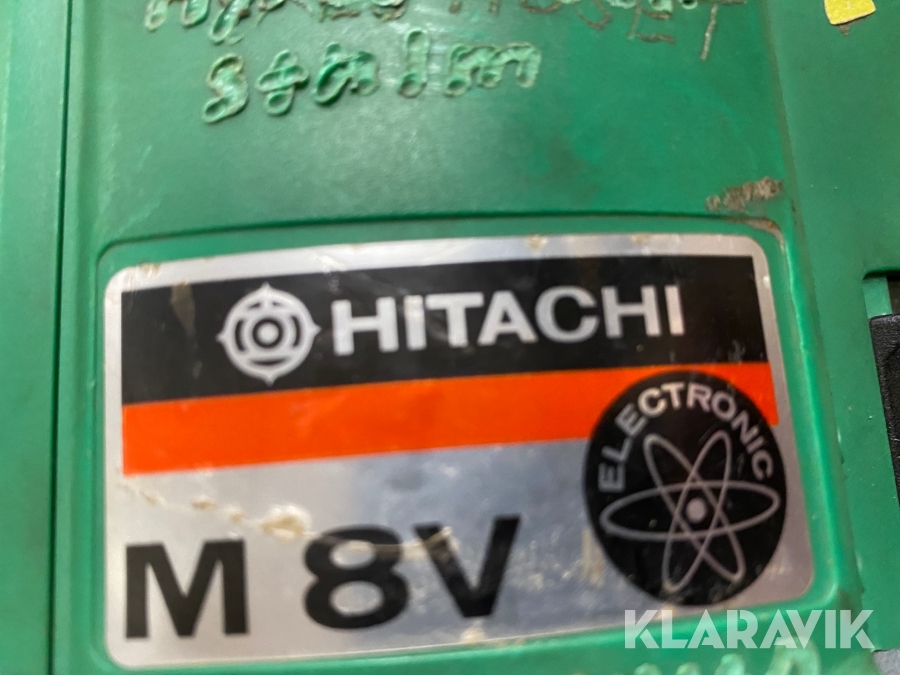 HITACHI
ELECTRONIC
M 8V
KLARAVIK